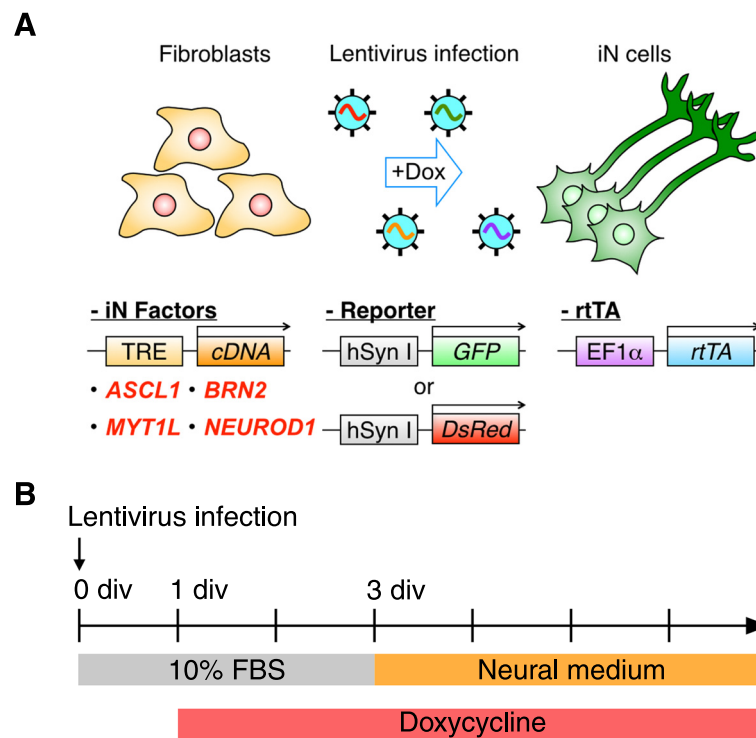 A
Fibroblasts
Lentivirus infection
iN cells
+Dox
- iN Factors
TRE
cDNA
• ASCL1 • BRN2
• MYT1L • NEUROD1
- Reporter
hSyn I
GFP
or
hSyn I
DsRed
- rtTA
EF1α
rtTA
B
Lentivirus infection
0 div
1 div
3 div
10% FBS
Neural medium
Doxycycline